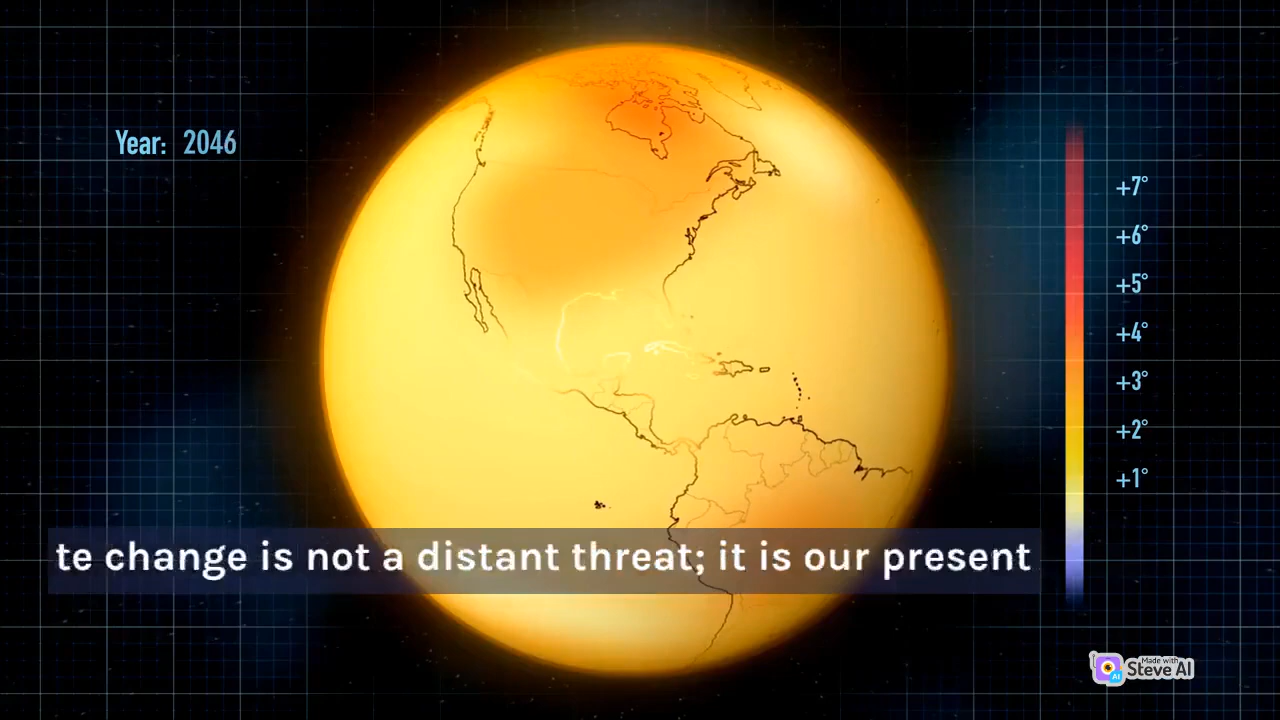 Year: 2046
+7°
+6°
+5°
+4°
+3°
+2°
+1°
te change is not a distant threat; it is our present
Made with
Steve AI
AI